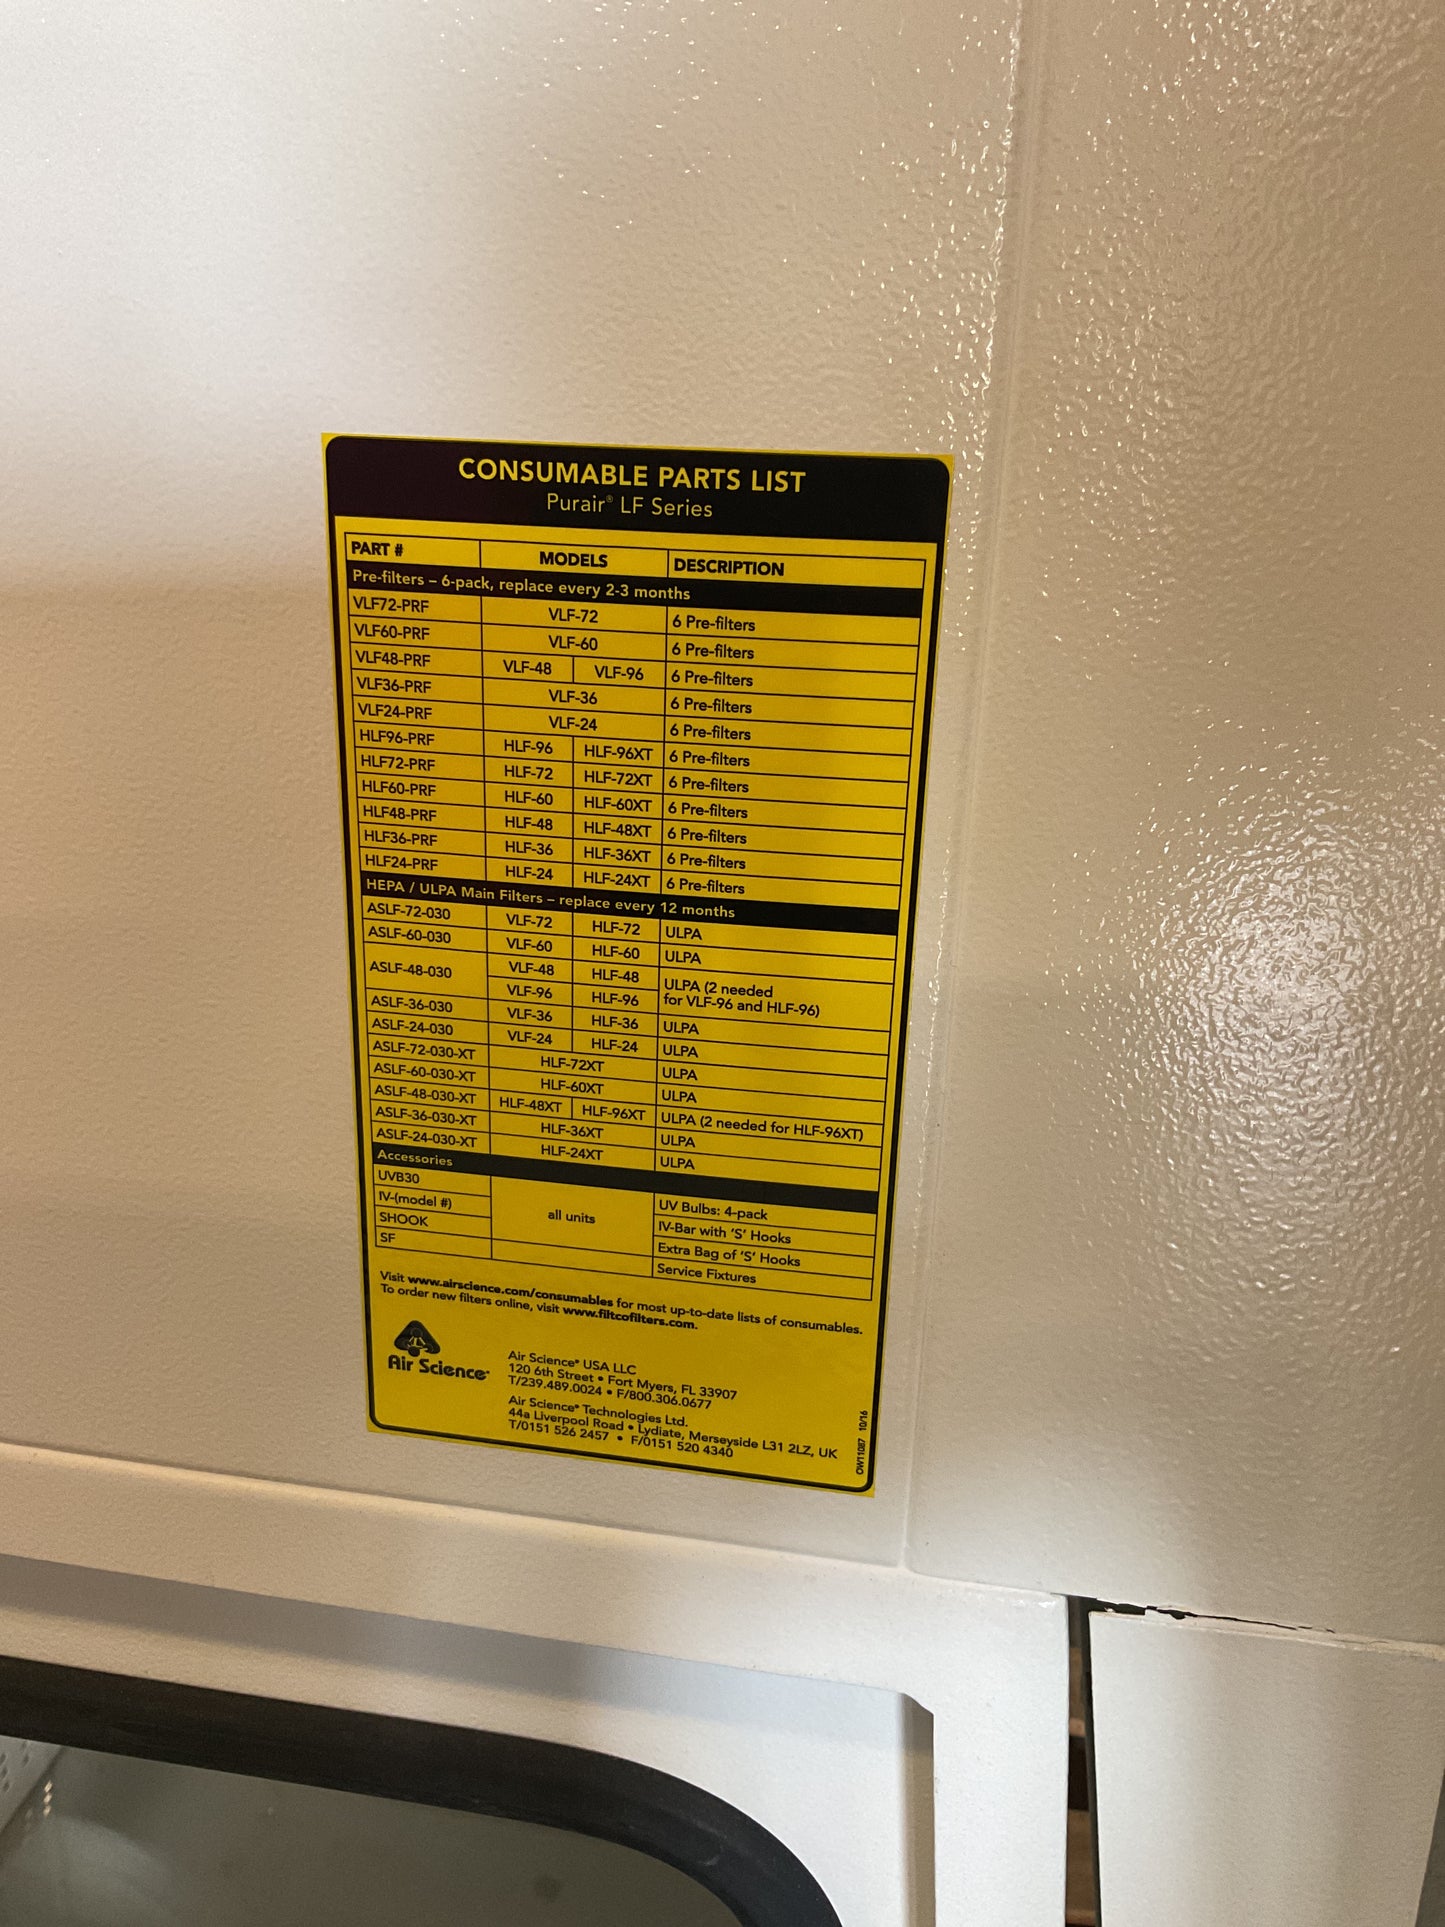 CONSUMABLE PARTS LIST
Purair® LF Series
PART # MODELS DESCRIPTION
Pre-filters – 6-pack, replace every 2-3 months
VLF72-PRF VLF-72 6 Pre-filters
VLF60-PRF VLF-60 6 Pre-filters
VLF48-PRF VLF-48 VLF-96 6 Pre-filters
VLF36-PRF VLF-36 6 Pre-filters
VLF24-PRF VLF-24 6 Pre-filters
HLF96-PRF HLF-96 HLF-96XT 6 Pre-filters
HLF72-PRF HLF-72 HLF-72XT 6 Pre-filters
HLF60-PRF HLF-60 HLF-60XT 6 Pre-filters
HLF48-PRF HLF-48 HLF-48XT 6 Pre-filters
HLF36-PRF HLF-36 HLF-36XT 6 Pre-filters
HLF24-PRF HLF-24 HLF-24XT 6 Pre-filters
HEPA / ULPA Main Filters – replace every 12 months
ASLF-72-030 VLF-72 HLF-72 ULPA
ASLF-60-030 VLF-60 HLF-60 ULPA
ASLF-48-030 VLF-48 HLF-48 ULPA (2 needed
VLF-96 HLF-96 for VLF-96 and HLF-96)
ASLF-36-030 VLF-36 HLF-36 ULPA
ASLF-24-030 VLF-24 HLF-24 ULPA
ASLF-72-030-XT HLF-72XT ULPA
ASLF-60-030-XT HLF-60XT ULPA
ASLF-48-030-XT HLF-48XT HLF-96XT ULPA (2 needed for HLF-96XT)
ASLF-36-030-XT HLF-36XT ULPA
ASLF-24-030-XT HLF-24XT ULPA
Accessories
UVB30 all units UV Bulbs: 4-pack
IV-(model #) IV-Bar with ‘S’ Hooks
SHOOK Extra Bag of ‘S’ Hooks
SF Service Fixtures
Visit www.airscience.com/consumables for most up-to-date lists of consumables.
To order new filters online, visit www.filtcofilters.com.
Air Science®
Air Science® USA LLC
120 6th Street • Fort Myers, FL 33907
T/239.489.0024 • F/800.306.0677
Air Science® Technologies Ltd.
44a Liverpool Road • Lydiate, Merseyside L31 2LZ, UK
T/0151 526 2457 • F/0151 520 4340
OW11087 10/16